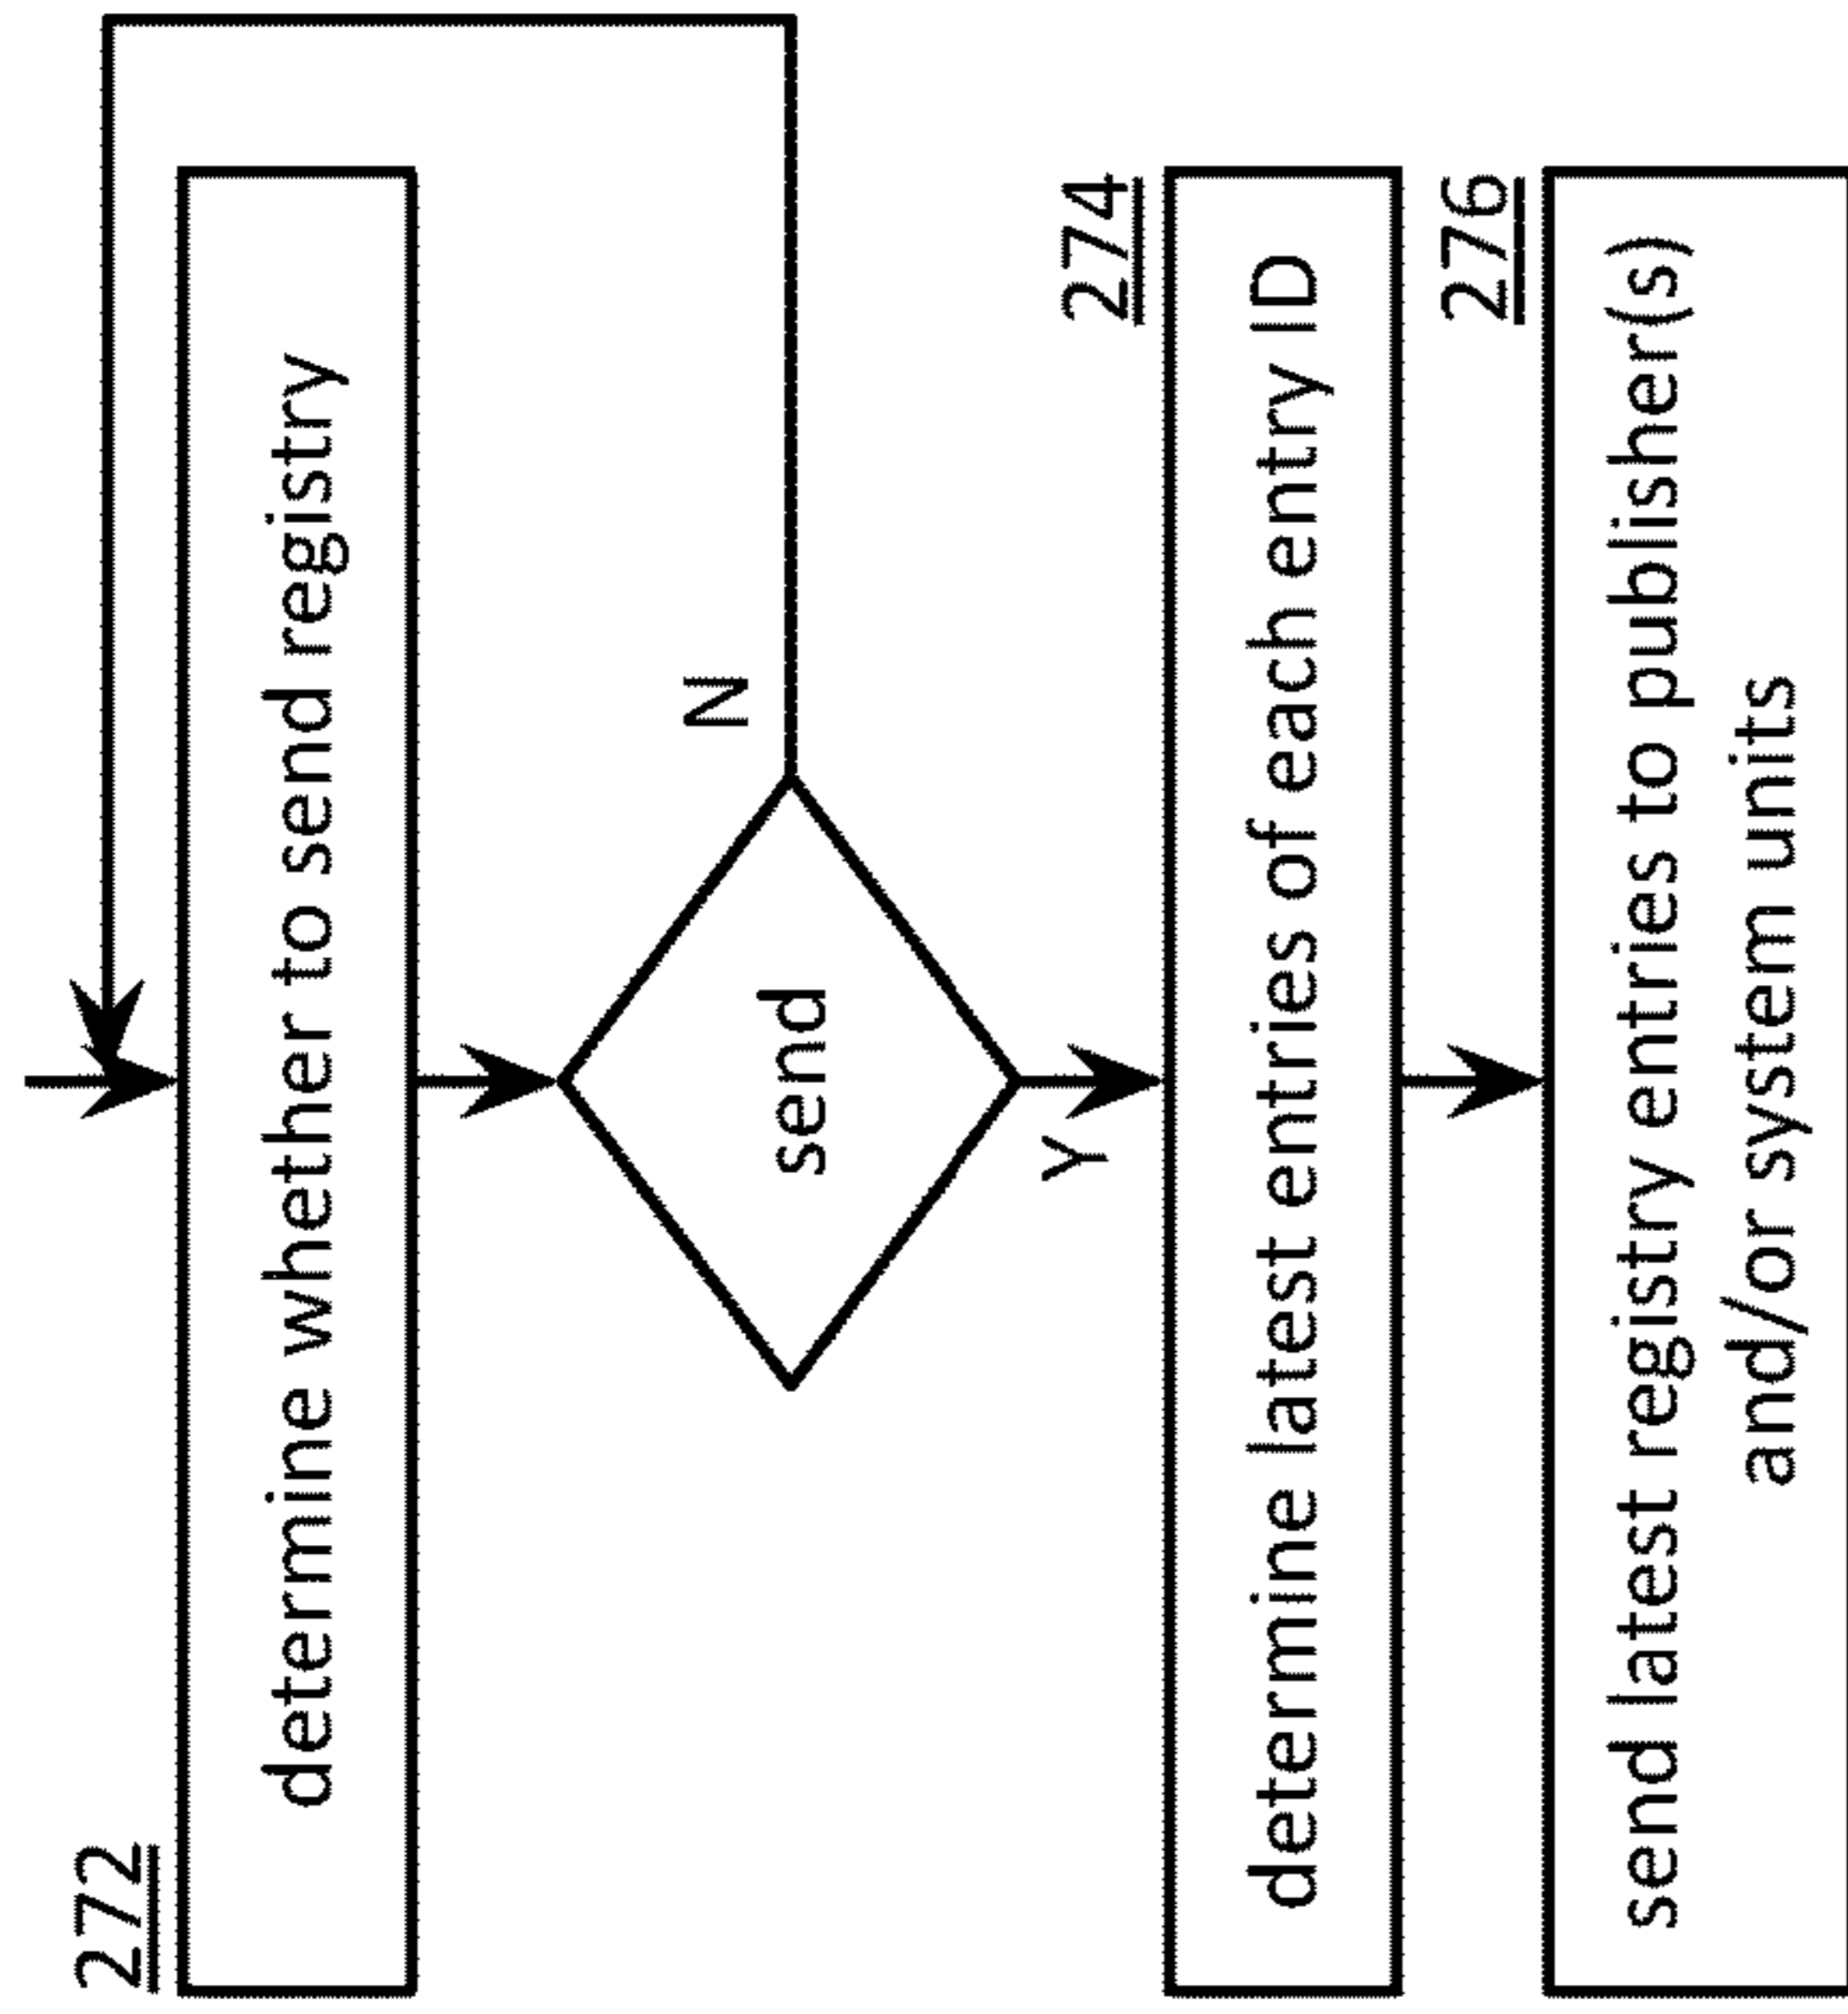 272
determine whether to send registry
send
N
Y
274
determine latest entries of each entry ID
276
send latest registry entries to publisher(s)
and/or system units